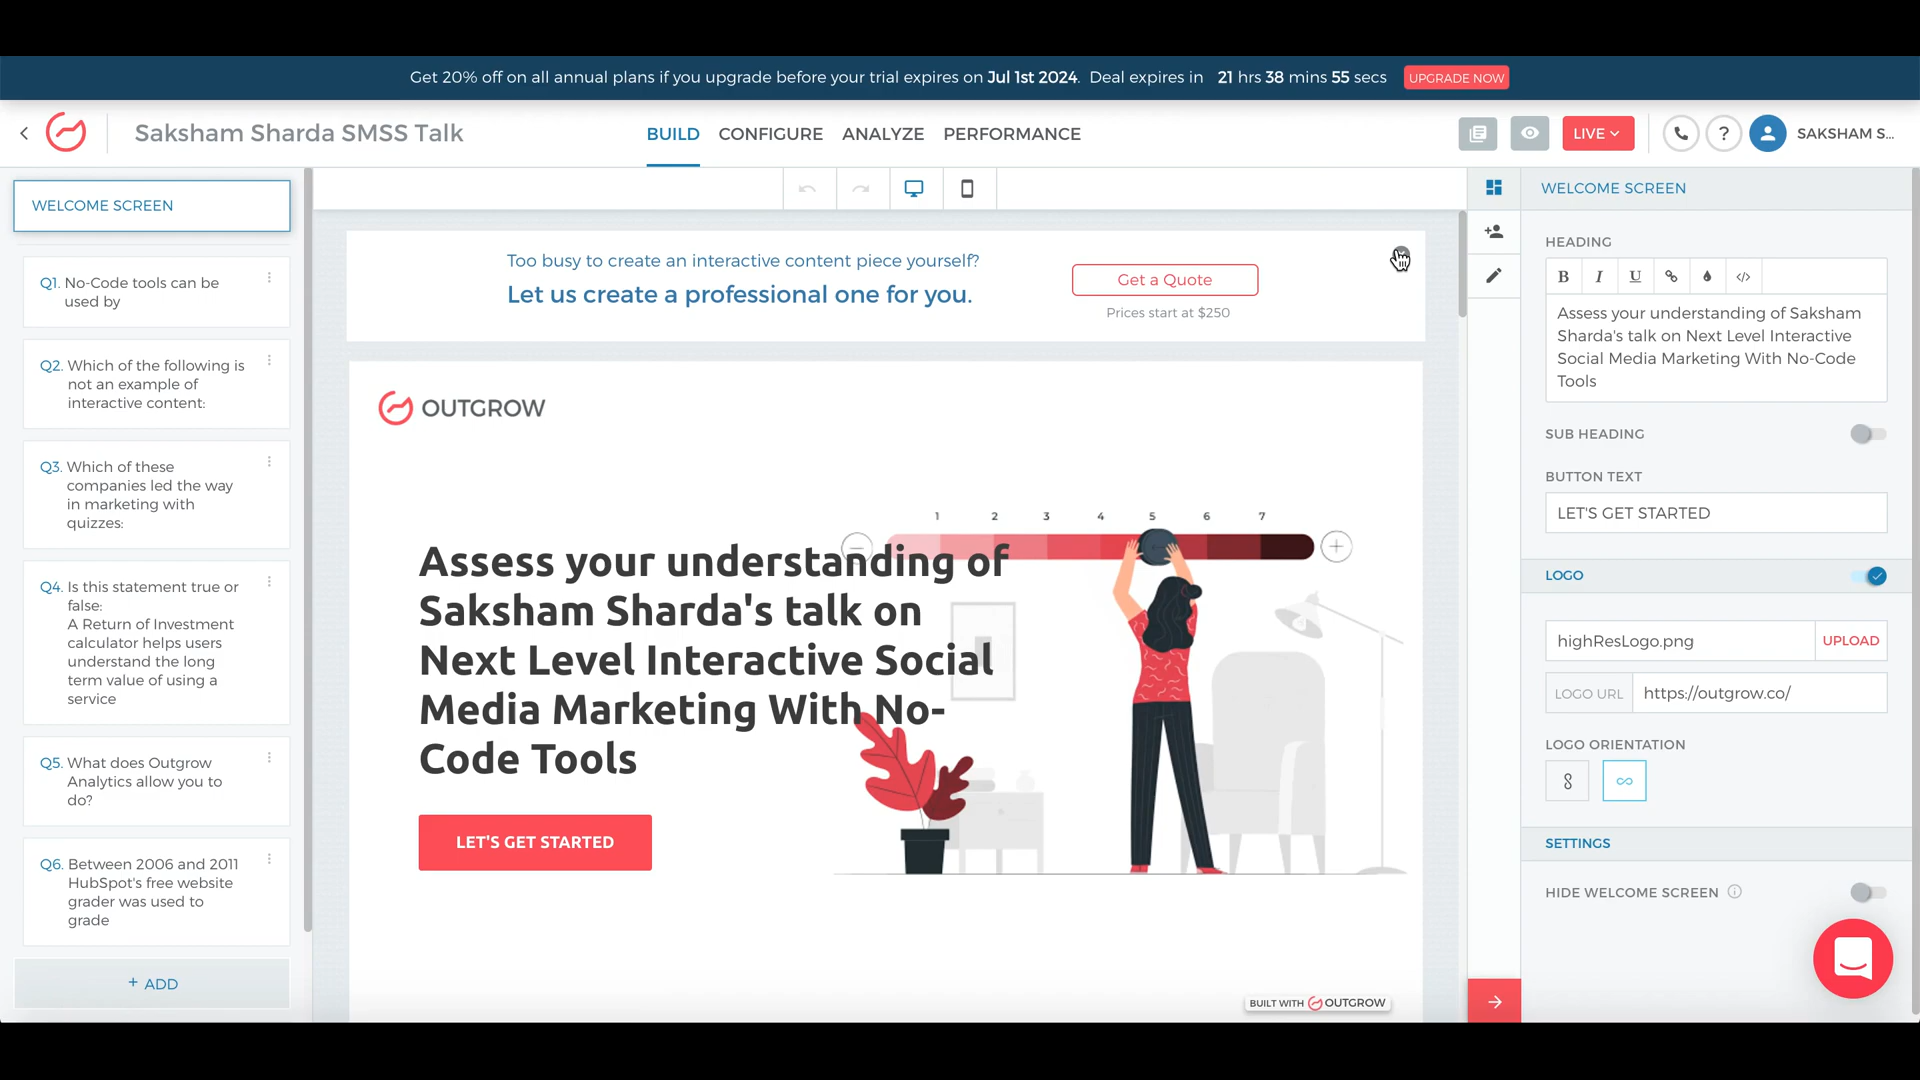 Get 20% off on all annual plans if you upgrade before your trial expires on Jul 1st 2024. Deal expires in 21 hrs 38 mins 55 secs UPGRADE NOW
Saksham Sharda SMSS Talk
BUILD CONFIGURE ANALYZE PERFORMANCE
LIVE
?
SAKSHAM S...
WELCOME SCREEN
Q1. No-Code tools can be
used by
Q2. Which of the following is
not an example of
interactive content:
Q3. Which of these
companies led the way
in marketing with
quizzes:
Q4. Is this statement true or
false:
A Return of Investment
calculator helps users
understand the long
term value of using a
service
Q5. What does Outgrow
Analytics allow you to
do?
Q6. Between 2006 and 2011
HubSpot's free website
grader was used to
grade
+ ADD
Too busy to create an interactive content piece yourself?
Let us create a professional one for you.
Get a Quote
Prices start at $250
OUTGROW
1 2 3 4 5 6 7
Assess your understanding of
Saksham Sharda's talk on
Next Level Interactive Social
Media Marketing With No-
Code Tools
LET'S GET STARTED
BUILT WITH OUTGROW
WELCOME SCREEN
HEADING
B I U </>
Assess your understanding of Saksham
Sharda's talk on Next Level Interactive
Social Media Marketing With No-Code
Tools
SUB HEADING
BUTTON TEXT
LET'S GET STARTED
LOGO
highResLogo.png UPLOAD
LOGO URL https://outgrow.co/
LOGO ORIENTATION
SETTINGS
HIDE WELCOME SCREEN